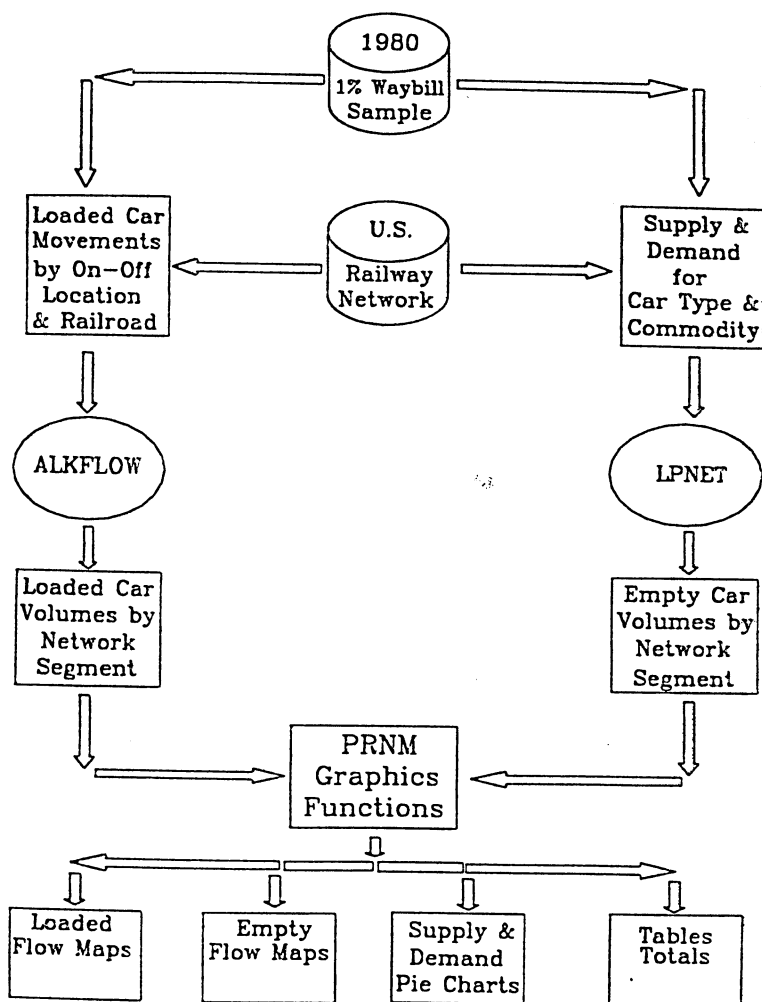 1980
1% Waybill
Sample
Loaded Car
Movements
by On-Off
Location
& Railroad
U.S.
Railway
Network
Supply &
Demand
for
Car Type &
Commodity
ALKFLOW
LPNET
Loaded Car
Volumes by
Network
Segment
Empty Car
Volumes by
Network
Segment
PRNM
Graphics
Functions
Loaded
Flow Maps
Empty
Flow Maps
Supply &
Demand
Pie Charts
Tables
Totals